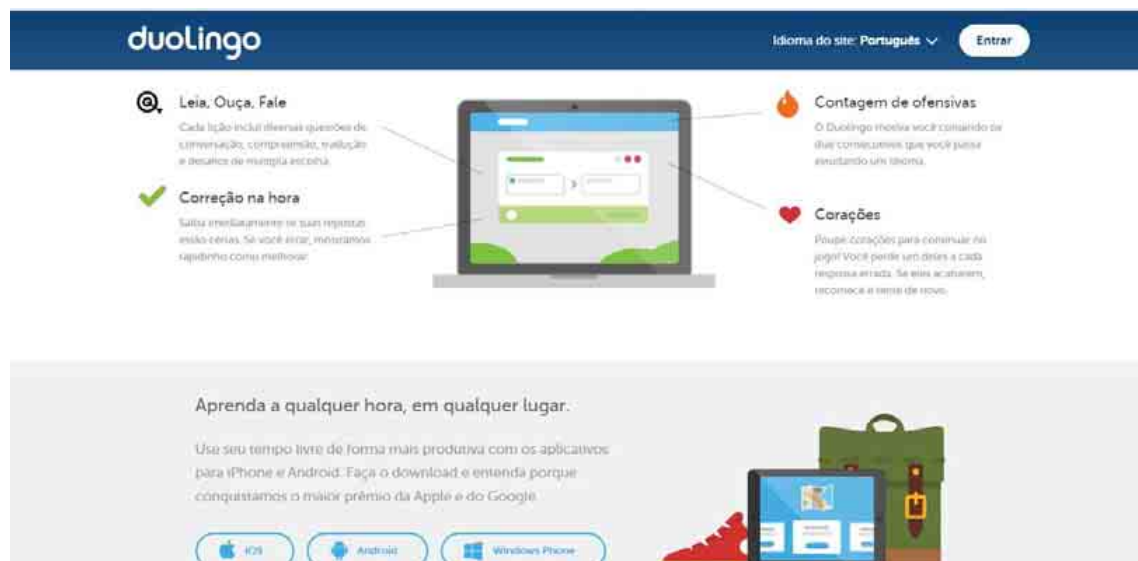 duolingo
Idioma do site: Português
Entrar
Leia, Ouça, Fale
Cada lição inclui diversas questões de
conversação, compreensão, tradução
e desafios de múltipla escolha.
Correção na hora
Saiba imediatamente se suas repostas
estão certas. Se você errar, mostramos
rapidinho como melhorar.
Contagem de ofensivas
O Duolingo motiva você contando os
dias consecutivos que você passa
estudando um idioma.
Corações
Poupe corações para continuar no
jogo! Você perde um deles a cada
resposta errada. Se eles acabarem,
recomece e tente de novo.
Aprenda a qualquer hora, em qualquer lugar.
Use seu tempo livre de forma mais produtiva com os aplicativos
para iPhone e Android. Faça o download e entenda porque
conquistamos o maior prêmio da Apple e do Google.
iOS
Android
Windows Phone